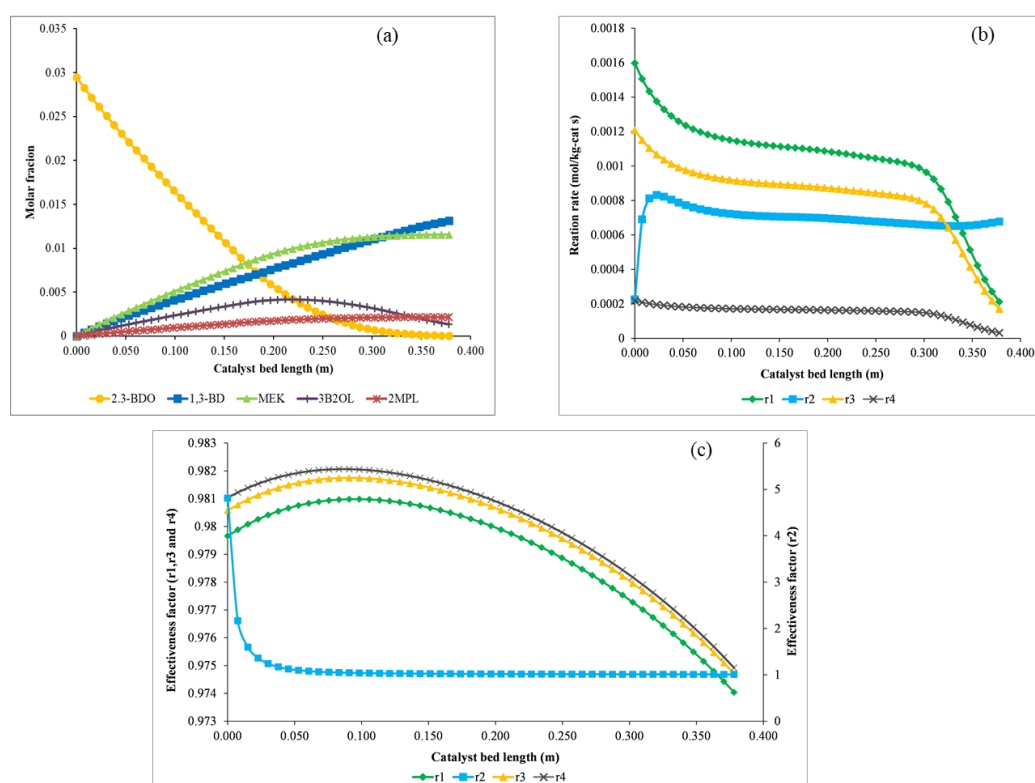 (a)
0.035
0.03
0.025
0.02
0.015
0.01
0.005
0
Molar fracion
0.000 0.050 0.100 0.150 0.200 0.250 0.300 0.350 0.400
Catalyst bed length (m)
2.3-BDO 1,3-BD MEK 3B2OL 2MPL
(b)
0.0018
0.0016
0.0014
0.0012
0.001
0.0008
0.0006
0.0004
0.0002
0
Reation rate (mol/kg-cat s)
0.000 0.050 0.100 0.150 0.200 0.250 0.300 0.350 0.400
Catalyst bed length (m)
r1 r2 r3 r4
(c)
0.983
0.982
0.981
0.98
0.979
0.978
0.977
0.976
0.975
0.974
0.973
Effectiveness factor (r1,r3 and r4)
6
5
4
3
2
1
0
Effectiveness factor (r2)
0.000 0.050 0.100 0.150 0.200 0.250 0.300 0.350 0.400
Catalyst bed length (m)
r1 r2 r3 r4